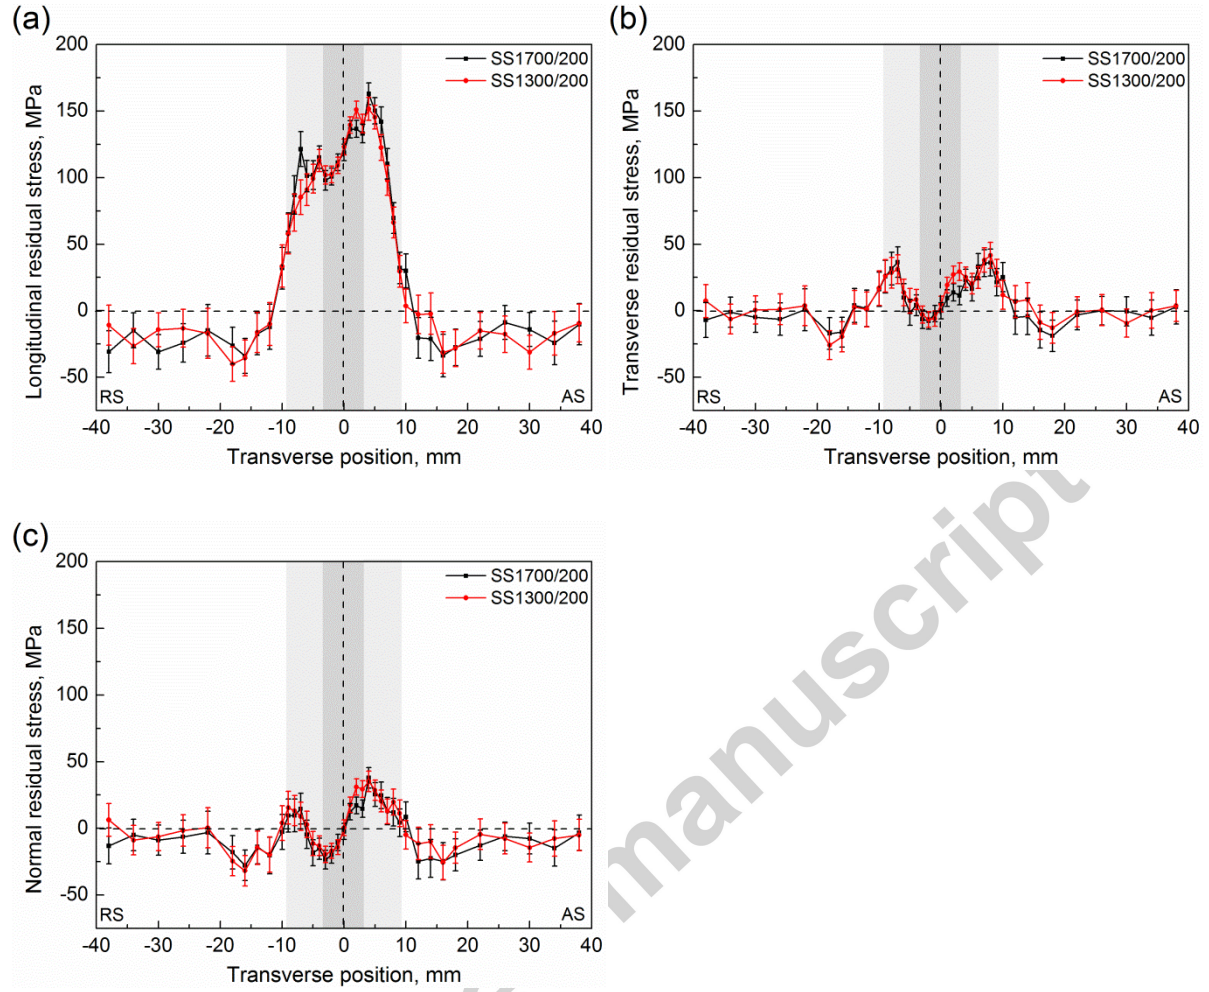 (a)
200
150
100
50
0
-50
Longitudinal residual stress, MPa
SS1700/200
SS1300/200
RS
AS
-40 -30 -20 -10 0 10 20 30 40
Transverse position, mm
(b)
200
150
100
50
0
-50
Transverse residual stress, MPa
SS1700/200
SS1300/200
RS
AS
-40 -30 -20 -10 0 10 20 30 40
Transverse position, mm
(c)
200
150
100
50
0
-50
Normal residual stress, MPa
SS1700/200
SS1300/200
RS
AS
-40 -30 -20 -10 0 10 20 30 40
Transverse position, mm
manuscript